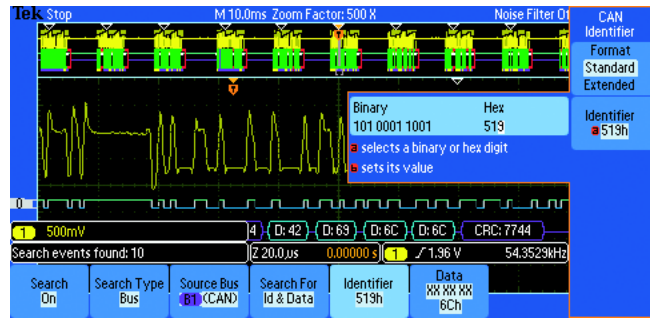 Tek Stop M 10.0ms Zoom Factor: 500 X Noise Filter Of
CAN
Identifier
Format
Standard
Extended
Identifier
a 519h
Binary Hex
101 0001 1001 519
a selects a binary or hex digit
b sets its value
0
1 500mV
4 D: 42 D: 69 D: 6C D: 6C CRC: 7744
Search events found: 10
Z 20.0µs 0.00000 s 1 1.96 V 54.3529kHz
Search
On
Search Type
Bus
Source Bus
B1 (CAN)
Search For
Id & Data
Identifier
519h
Data
XX XX XX
6Ch